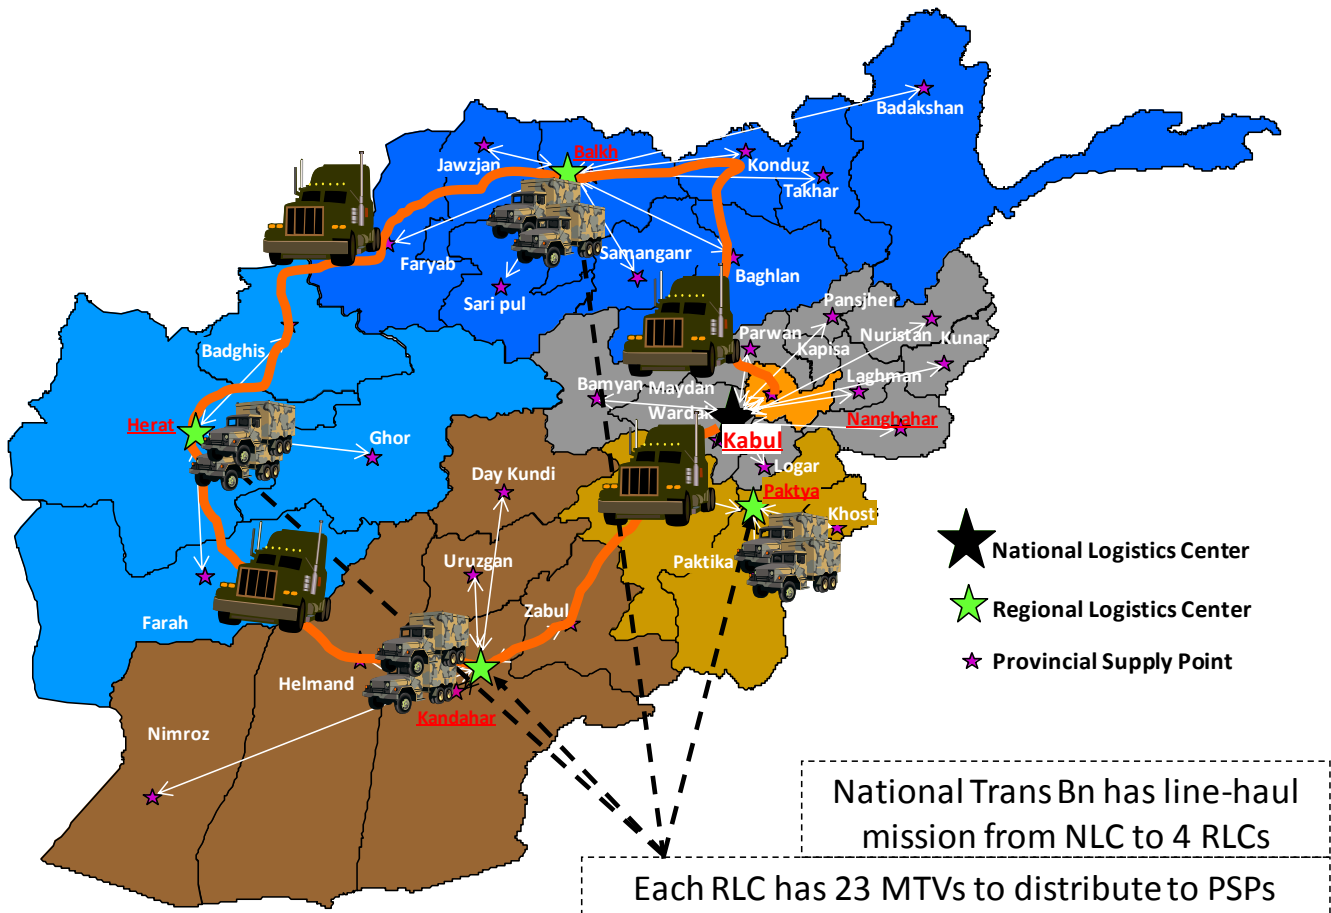 Badakshan
Jawzjan
Balkh
Konduz
Takhar
Faryab
Samanganr
Baghlan
Sari pul
Pansjher
Parwan
Kapisa
Nuristan
Kunar
Badghis
Laghman
Bamyan
Maydan
Wardak
Herat
Nanghahar
Kabul
Ghor
Logar
Day Kundi
Paktya
Khost
Uruzgan
Paktika
Zabul
Farah
Helmand
Kandahar
Nimroz
National Logistics Center
Regional Logistics Center
Provincial Supply Point
National Trans Bn has line-haul
mission from NLC to 4 RLCs
Each RLC has 23 MTVs to distribute to PSPs